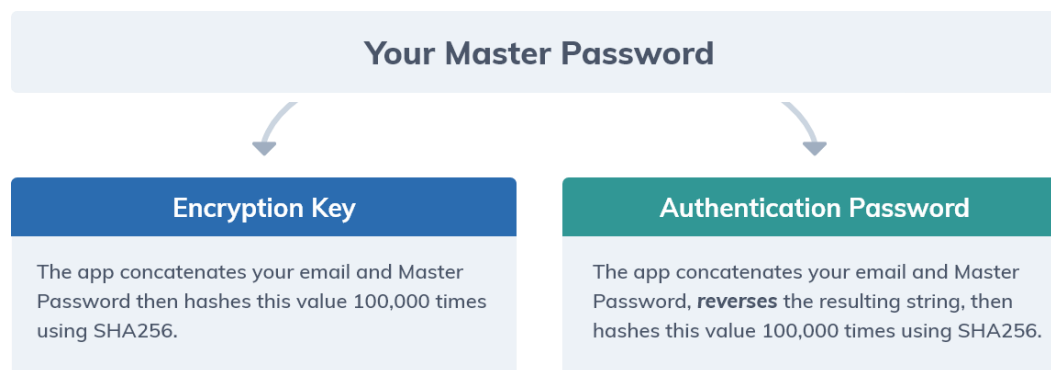 Your Master Password
Encryption Key
The app concatenates your email and Master
Password then hashes this value 100,000 times
using SHA256.
Authentication Password
The app concatenates your email and Master
Password, reverses the resulting string, then
hashes this value 100,000 times using SHA256.